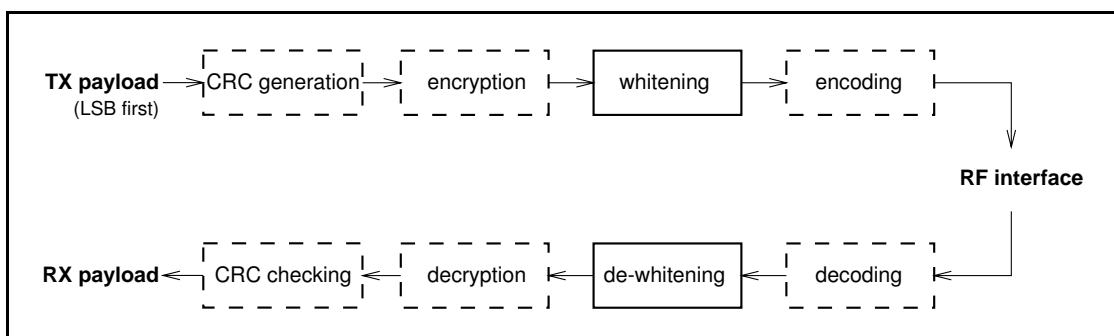 TX payload CRC generation encryption whitening encoding
(LSB first)
RF interface
RX payload CRC checking decryption de-whitening decoding